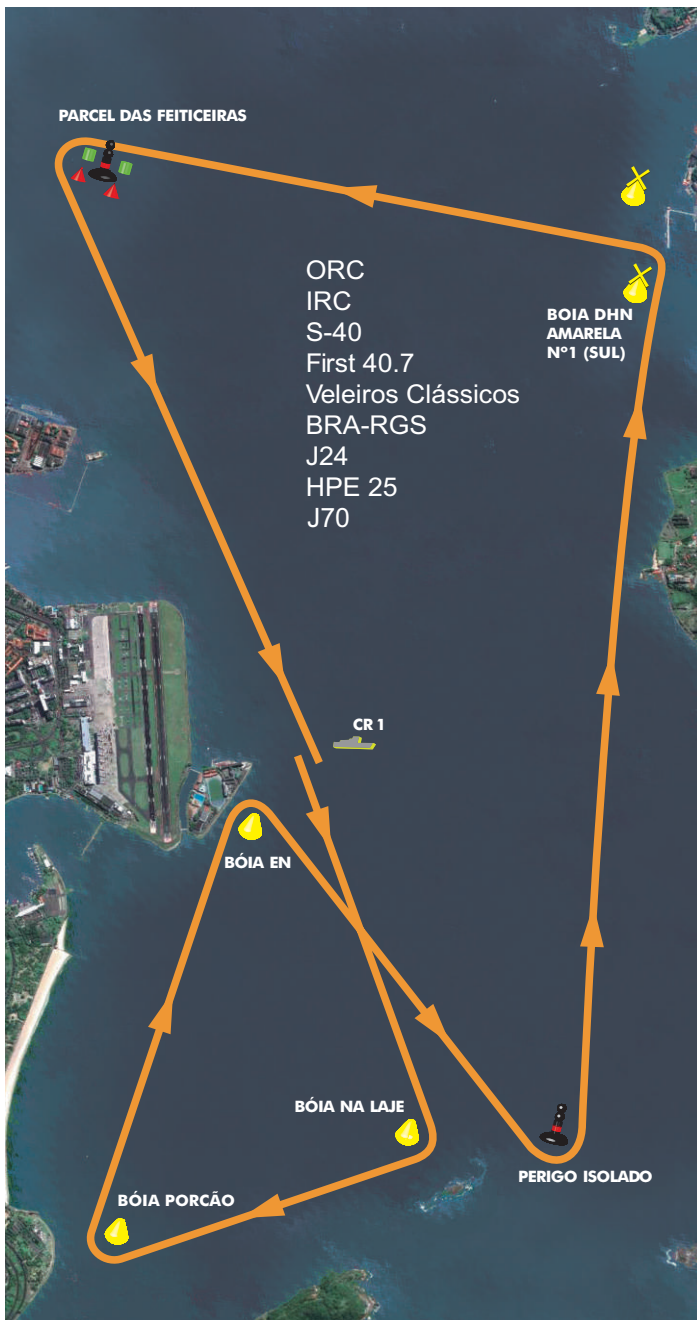 PARCEL DAS FEITICEIRAS
ORC
IRC
S-40
First 40.7
Veleiros Clássicos
BRA-RGS
J24
HPE 25
J70
BOIA DHN
AMARELA
Nº1 (SUL)
CR 1
BÓIA EN
BÓIA NA LAJE
PERIGO ISOLADO
BÓIA PORCÃO